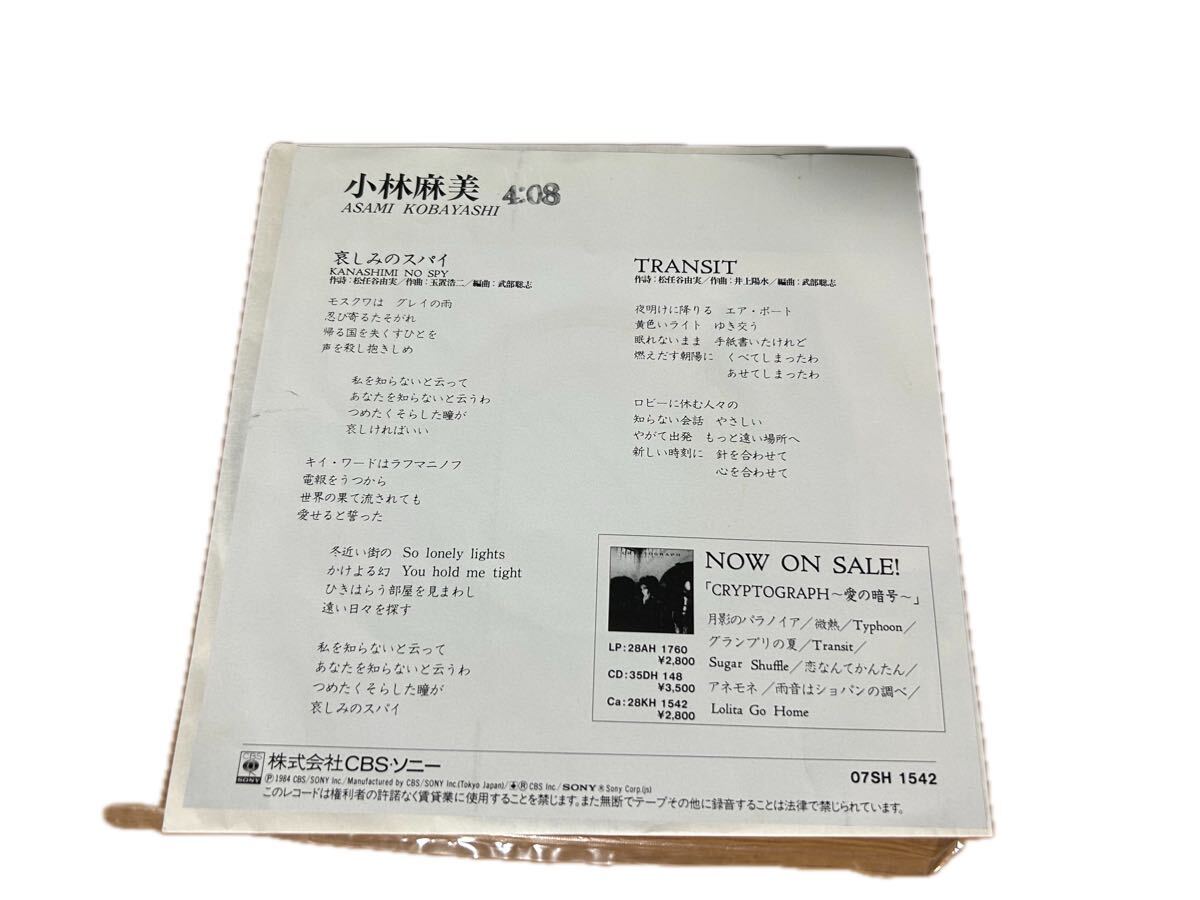 小林麻美 4:08
ASAMI KOBAYASHI
哀しみのスパイ
KANASHIMI NO SPY
作詩:松任谷由実/作曲:玉置浩二/編曲:武部聡志
モスクワは グレイの雨
忍び寄るたそがれ
帰る国を失くすひとを
声を殺し抱きしめ
私を知らないと云って
あなたを知らないと云うわ
つめたくそらした瞳が
哀しければいい
キイ・ワードはラフマニノフ
電報をうつから
世界の果て流されても
愛せると誓った
冬近い街の So lonely lights
かけよる幻 You hold me tight
ひきはらう部屋を見まわし
遠い日々を探す
私を知らないと云って
あなたを知らないと云うわ
つめたくそらした瞳が
哀しみのスパイ
TRANSIT
作詩:松任谷由実/作曲:井上陽水/編曲:武部聡志
夜明けに降りる エア・ポート
黄色いライト ゆき交う
眠れないまま 手紙書いたけれど
燃えだす朝陽に くべてしまったわ
あせてしまったわ
ロビーに休む人々の
知らない会話 やさしい
やがて出発 もっと遠い場所へ
新しい時刻に 針を合わせて
心を合わせて
CRYPTOGRAPH
NOW ON SALE!
「CRYPTOGRAPH〜愛の暗号〜」
月影のパラノイア/微熱/Typhoon/
グランプリの夏/Transit/
Sugar Shuffle/恋なんてかんたん/
アネモネ/雨音はショパンの調べ/
Lolita Go Home
LP:28AH 1760
¥2,800
CD:35DH 148
¥3,500
Ca:28KH 1542
¥2,800
CBS
SONY
株式会社CBS・ソニー
07SH 1542
Ⓟ1984 CBS/SONY Inc./Manufactured by CBS/SONY Inc.(Tokyo Japan)/Ⓡ CBS Inc./SONY® Sony Corp.(js)
このレコードは権利者の許諾なく賃貸業に使用することを禁じます。また無断でテープその他に録音することは法律で禁じられています。